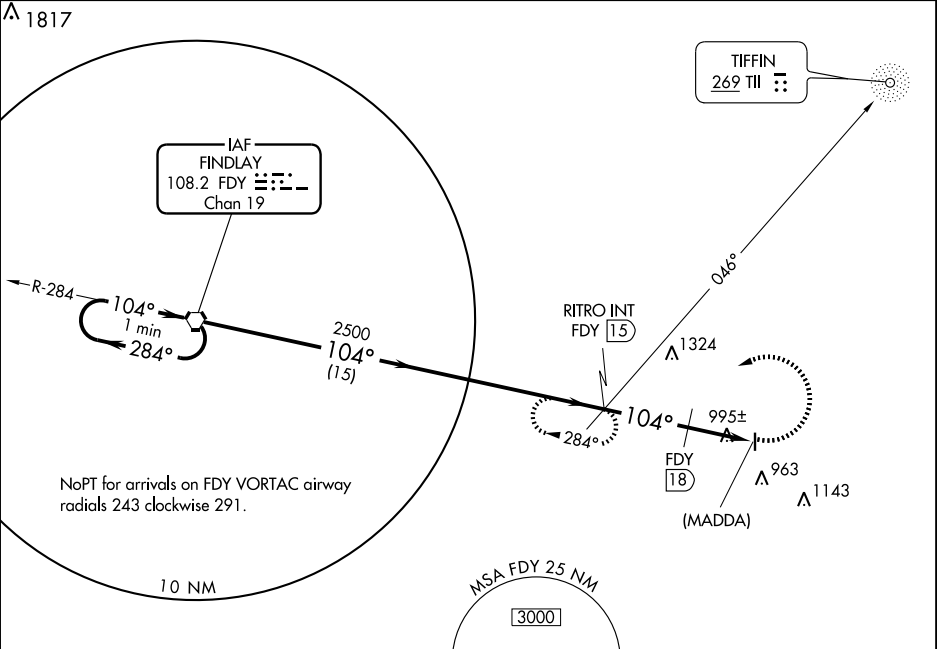 1817
TIFFIN
269 TII
IAF
FINDLAY
108.2 FDY
Chan 19
R-284
104°
1 min
284°
2500
104°
(15)
RITRO INT
FDY 15
046°
1324
284°
104°
995±
FDY
18
963
1143
(MADDA)
NoPT for arrivals on FDY VORTAC airway
radials 243 clockwise 291.
10 NM
MSA FDY 25 NM
3000